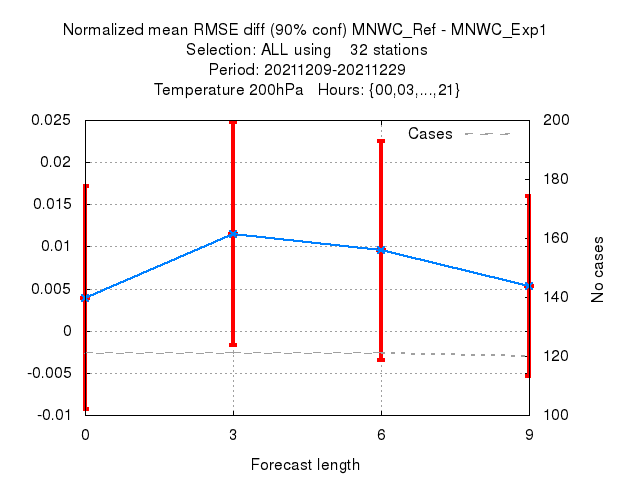 Normalized mean RMSE diff (90% conf) MNWC_Ref - MNWC_Exp1
Selection: ALL using    32 stations
Period: 20211209-20211229
Temperature 200hPa   Hours: {00,03,...,21}
0.025
0.02
0.015
0.01
0.005
0
-0.005
-0.01
Cases
200
180
160
140
120
100
No cases
0 3 6 9
Forecast length